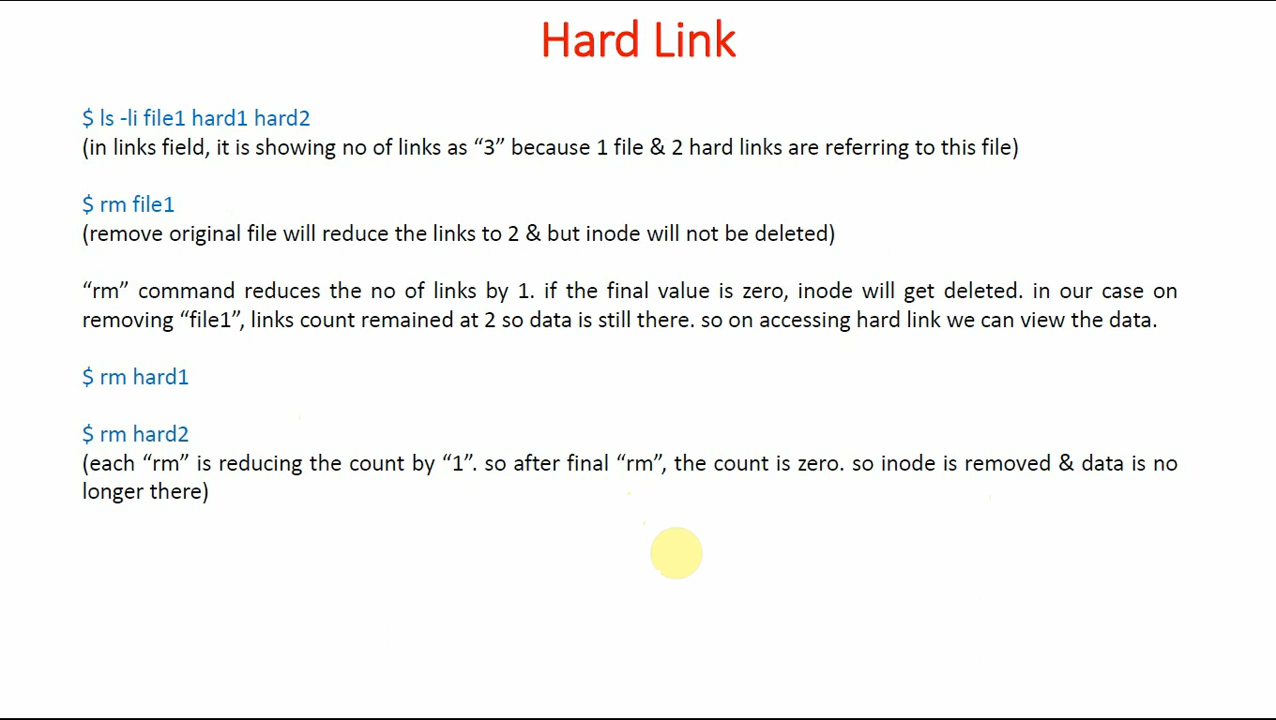 Hard Link
$ ls -li file1 hard1 hard2
(in links field, it is showing no of links as “3” because 1 file & 2 hard links are referring to this file)
$ rm file1
(remove original file will reduce the links to 2 & but inode will not be deleted)
“rm” command reduces the no of links by 1. if the final value is zero, inode will get deleted. in our case on
removing “file1”, links count remained at 2 so data is still there. so on accessing hard link we can view the data.
$ rm hard1
$ rm hard2
(each “rm” is reducing the count by “1”. so after final “rm”, the count is zero. so inode is removed & data is no
longer there)